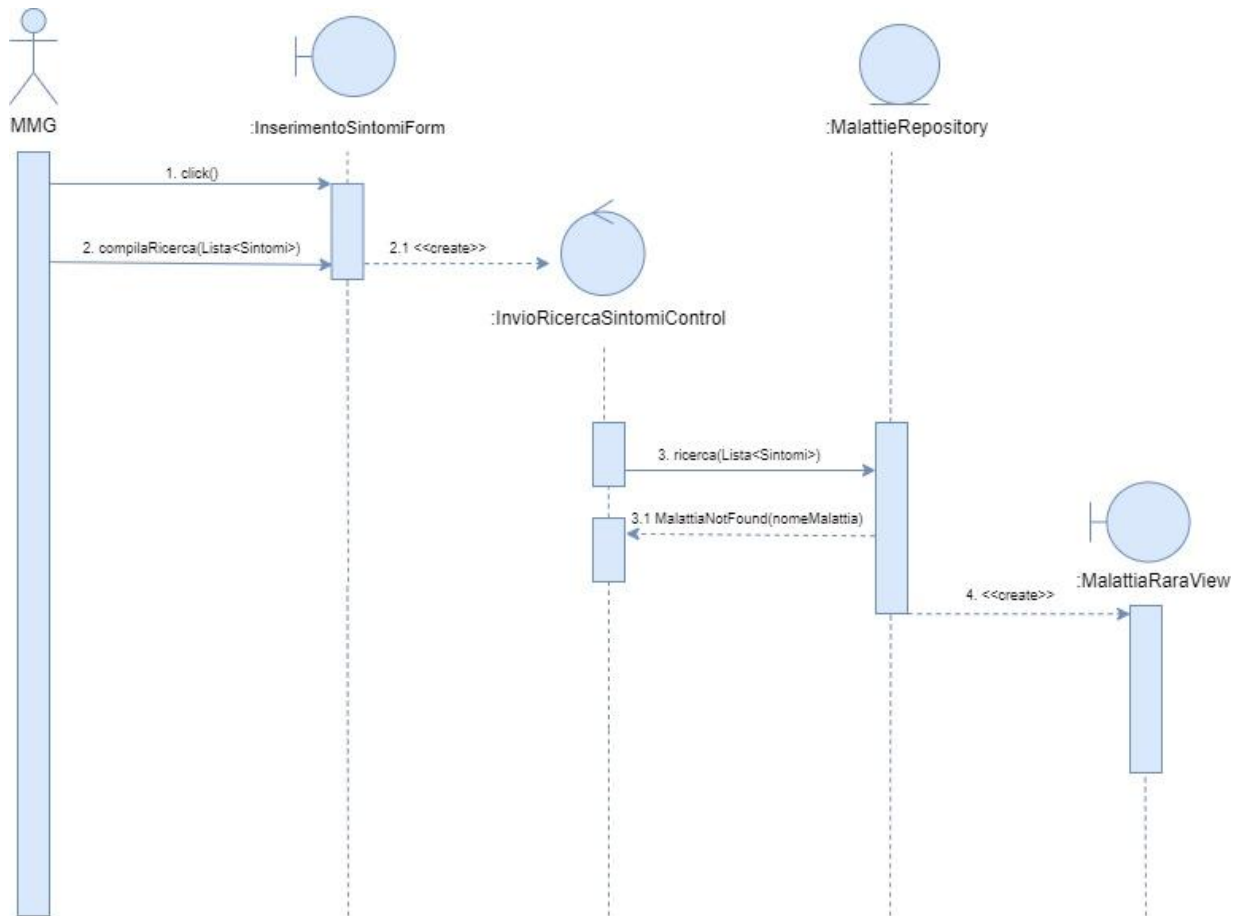 MMG
:InserimentoSintomiForm
:MalattieRepository
1. click()
2. compilaRicerca(Lista<Sintomi>)
2.1 <<create>>
:InvioRicercaSintomiControl
3. ricerca(Lista<Sintomi>)
3.1 MalattiaNotFound(nomeMalattia)
:MalattiaRaraView
4. <<create>>